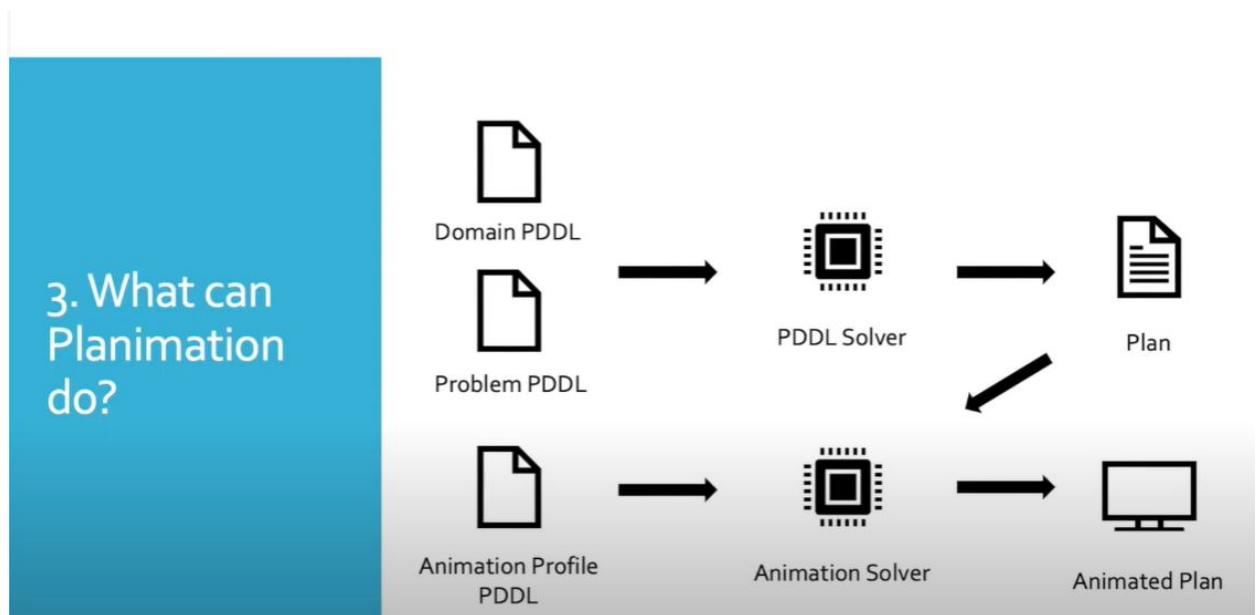 3. What can
Planimation
do?
Domain PDDL
Problem PDDL
PDDL Solver
Plan
Animation Profile
PDDL
Animation Solver
Animated Plan